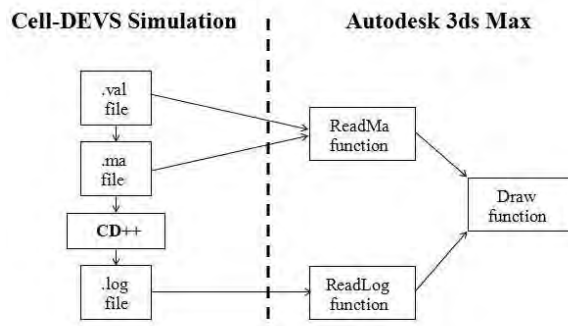 Cell-DEVS Simulation
Autodesk 3ds Max
.val
file
.ma
file
CD++
.log
file
ReadMa
function
ReadLog
function
Draw
function